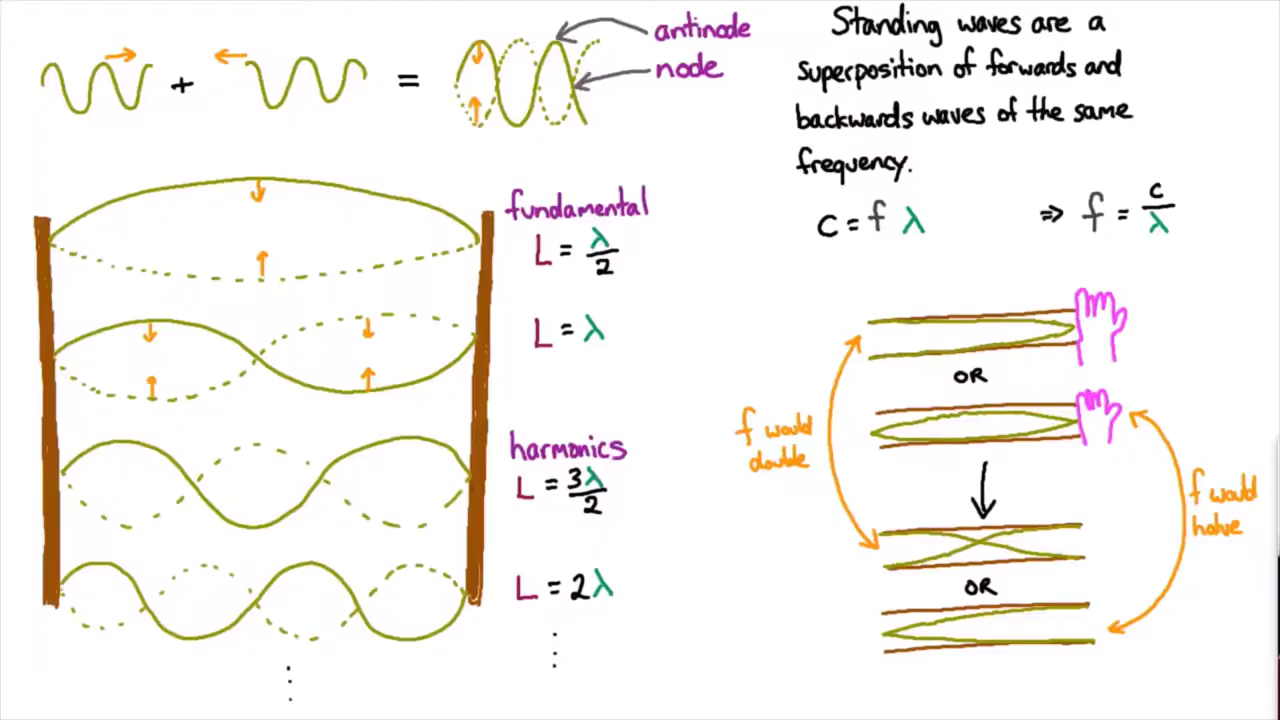 +
=
antinode
node
Standing waves are a
superposition of forwards and
backwards waves of the same
frequency.
c = f λ
⇒ f = c/λ
fundamental
L = λ/2
L = λ
harmonics
L = 3λ/2
L = 2λ
⋮
⋮
OR
f would
double
f would
halve
OR